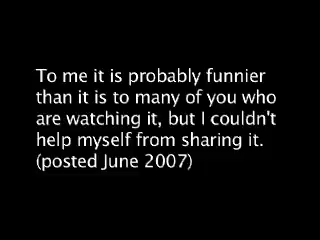 To me it is probably funnier
than it is to many of you who
are watching it, but I couldn't
help myself from sharing it.
(posted June 2007)